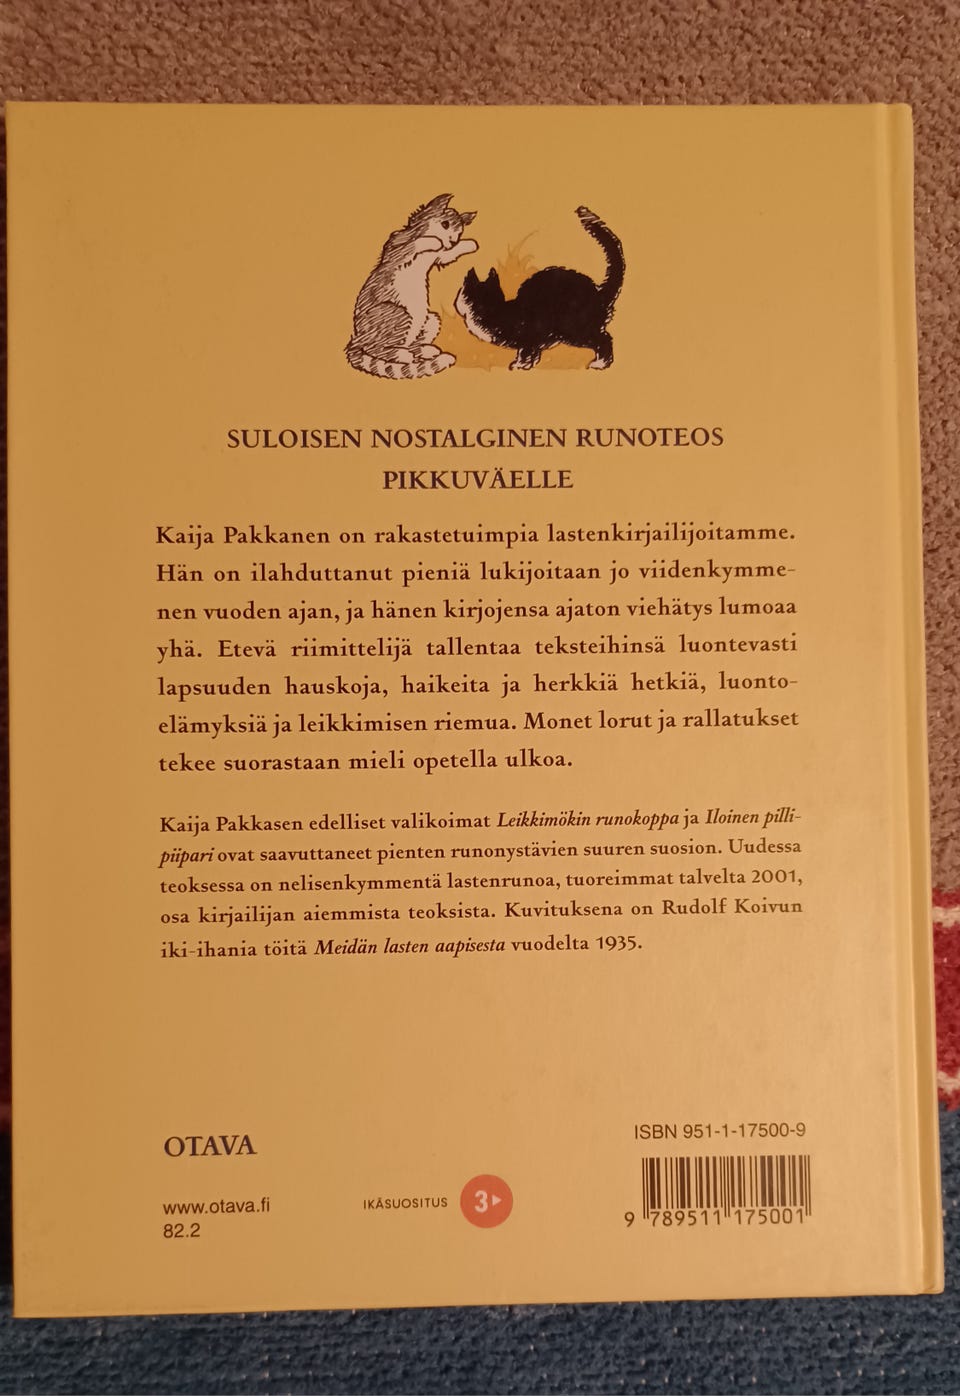 SULOISEN NOSTALGINEN RUNOTEOS
PIKKUVÄELLE
Kaija Pakkanen on rakastetuimpia lastenkirjailijoitamme.
Hän on ilahduttanut pieniä lukijoitaan jo viidenkymme-
nen vuoden ajan, ja hänen kirjojensa ajaton viehätys lumoaa
yhä. Etevä riimittelijä tallentaa teksteihinsä luontevasti
lapsuuden hauskoja, haikeita ja herkkiä hetkiä, luonto-
elämyksiä ja leikkimisen riemua. Monet lorut ja rallatukset
tekee suorastaan mieli opetella ulkoa.
Kaija Pakkasen edelliset valikoimat Leikkimökin runokoppa ja Iloinen pilli-
piipari ovat saavuttaneet pienten runonystävien suuren suosion. Uudessa
teoksessa on nelisenkymmentä lastenrunoa, tuoreimmat talvelta 2001,
osa kirjailijan aiemmista teoksista. Kuvituksena on Rudolf Koivun
iki-ihania töitä Meidän lasten aapisesta vuodelta 1935.
OTAVA
www.otava.fi
82.2
IKÄSUOSITUS 3
ISBN 951-1-17500-9
9 789511 175001